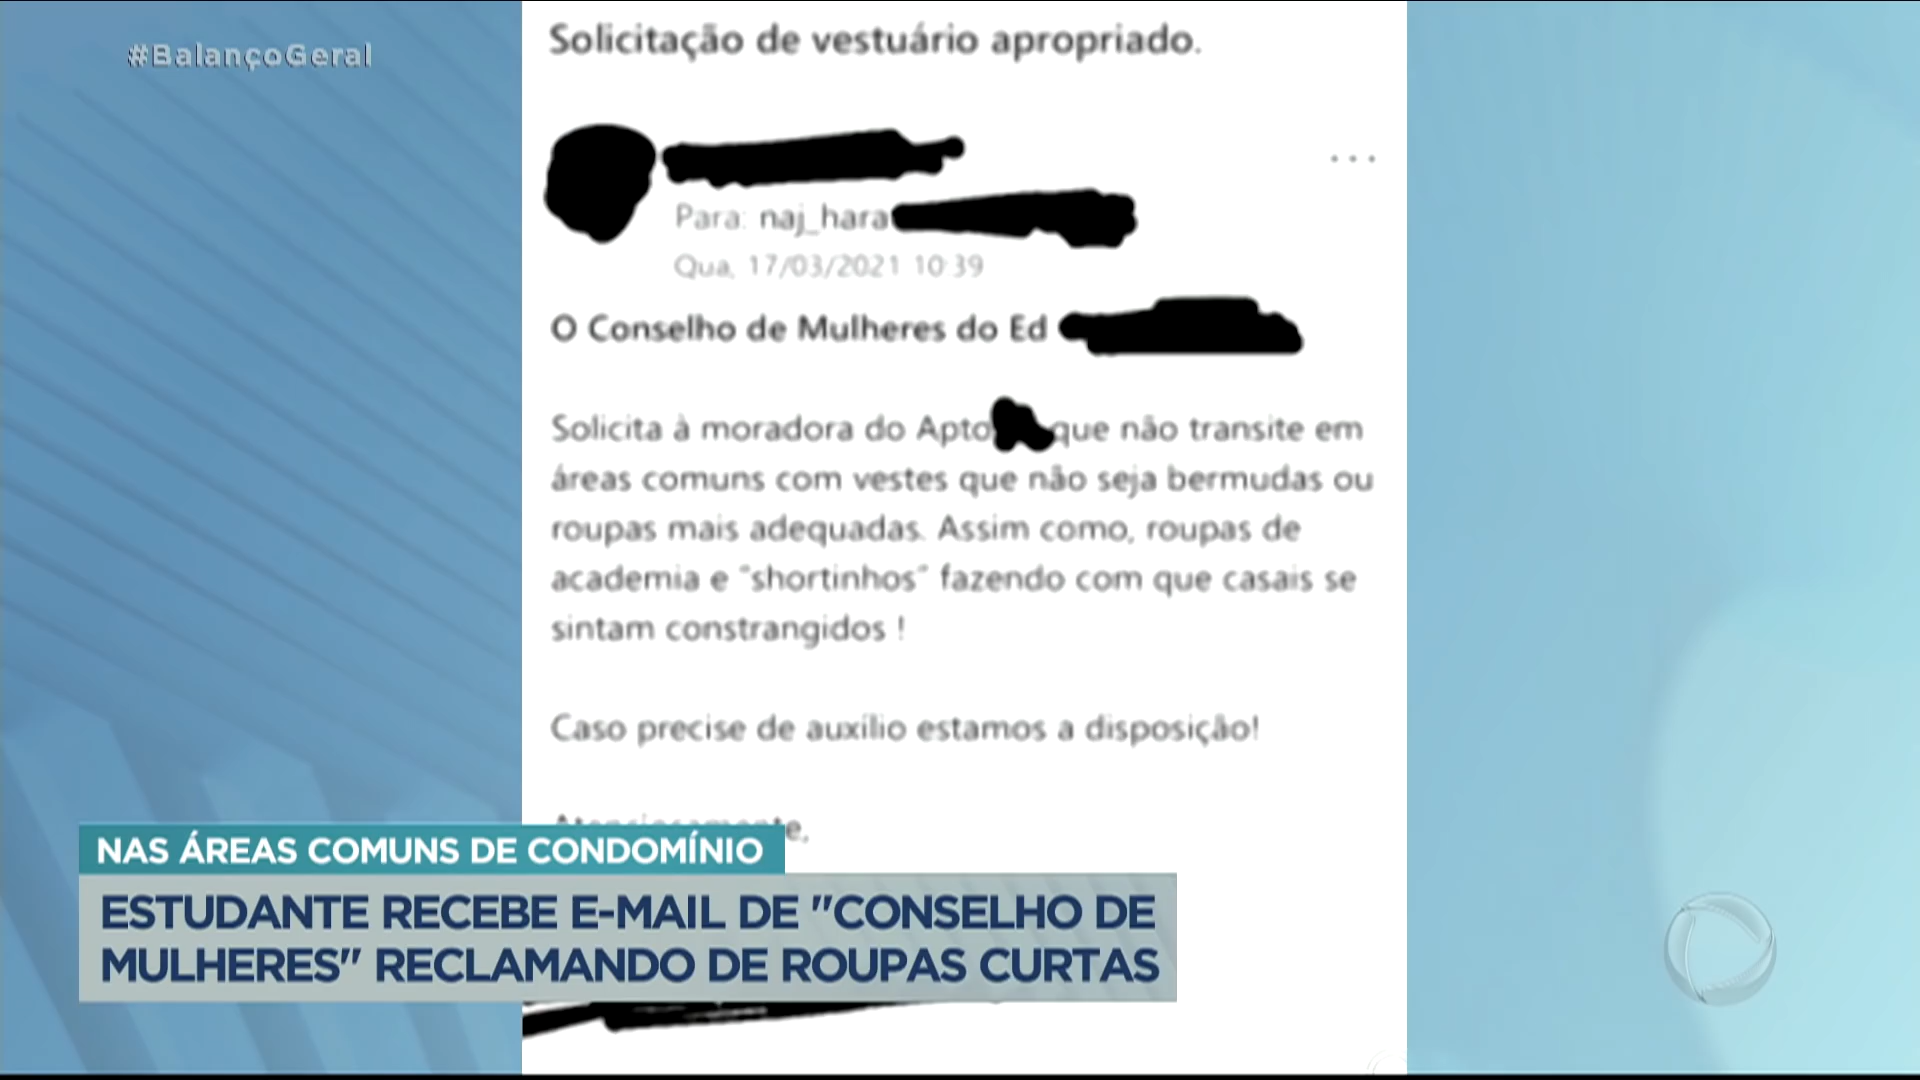 #BalançoGeral
Solicitação de vestuário apropriado.
Para: naj_hara
Qua, 17/03/2021 10:39
O Conselho de Mulheres do Ed
Solicita à moradora do Apto que não transite em
áreas comuns com vestes que não seja bermudas ou
roupas mais adequadas. Assim como, roupas de
academia e "shortinhos" fazendo com que casais se
sintam constrangidos !
Caso precise de auxílio estamos a disposição!
Atenciosamente,
NAS ÁREAS COMUNS DE CONDOMÍNIO
ESTUDANTE RECEBE E-MAIL DE "CONSELHO DE
MULHERES" RECLAMANDO DE ROUPAS CURTAS